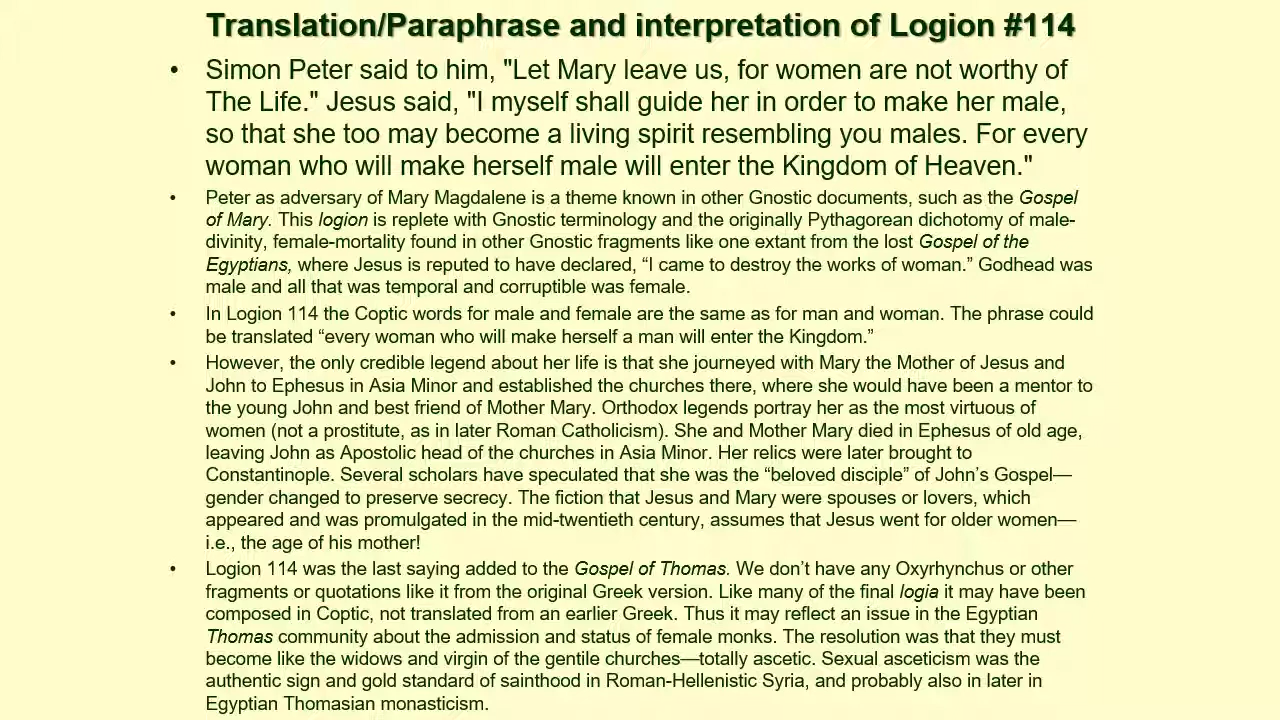 Translation/Paraphrase and interpretation of Logion #114
• Simon Peter said to him, "Let Mary leave us, for women are not worthy of
The Life." Jesus said, "I myself shall guide her in order to make her male,
so that she too may become a living spirit resembling you males. For every
woman who will make herself male will enter the Kingdom of Heaven."
• Peter as adversary of Mary Magdalene is a theme known in other Gnostic documents, such as the Gospel
of Mary. This logion is replete with Gnostic terminology and the originally Pythagorean dichotomy of male-
divinity, female-mortality found in other Gnostic fragments like one extant from the lost Gospel of the
Egyptians, where Jesus is reputed to have declared, “I came to destroy the works of woman.” Godhead was
male and all that was temporal and corruptible was female.
• In Logion 114 the Coptic words for male and female are the same as for man and woman. The phrase could
be translated “every woman who will make herself a man will enter the Kingdom.”
• However, the only credible legend about her life is that she journeyed with Mary the Mother of Jesus and
John to Ephesus in Asia Minor and established the churches there, where she would have been a mentor to
the young John and best friend of Mother Mary. Orthodox legends portray her as the most virtuous of
women (not a prostitute, as in later Roman Catholicism). She and Mother Mary died in Ephesus of old age,
leaving John as Apostolic head of the churches in Asia Minor. Her relics were later brought to
Constantinople. Several scholars have speculated that she was the “beloved disciple” of John’s Gospel—
gender changed to preserve secrecy. The fiction that Jesus and Mary were spouses or lovers, which
appeared and was promulgated in the mid-twentieth century, assumes that Jesus went for older women—
i.e., the age of his mother!
• Logion 114 was the last saying added to the Gospel of Thomas. We don’t have any Oxyrhynchus or other
fragments or quotations like it from the original Greek version. Like many of the final logia it may have been
composed in Coptic, not translated from an earlier Greek. Thus it may reflect an issue in the Egyptian
Thomas community about the admission and status of female monks. The resolution was that they must
become like the widows and virgin of the gentile churches—totally ascetic. Sexual asceticism was the
authentic sign and gold standard of sainthood in Roman-Hellenistic Syria, and probably also in later in
Egyptian Thomasian monasticism.